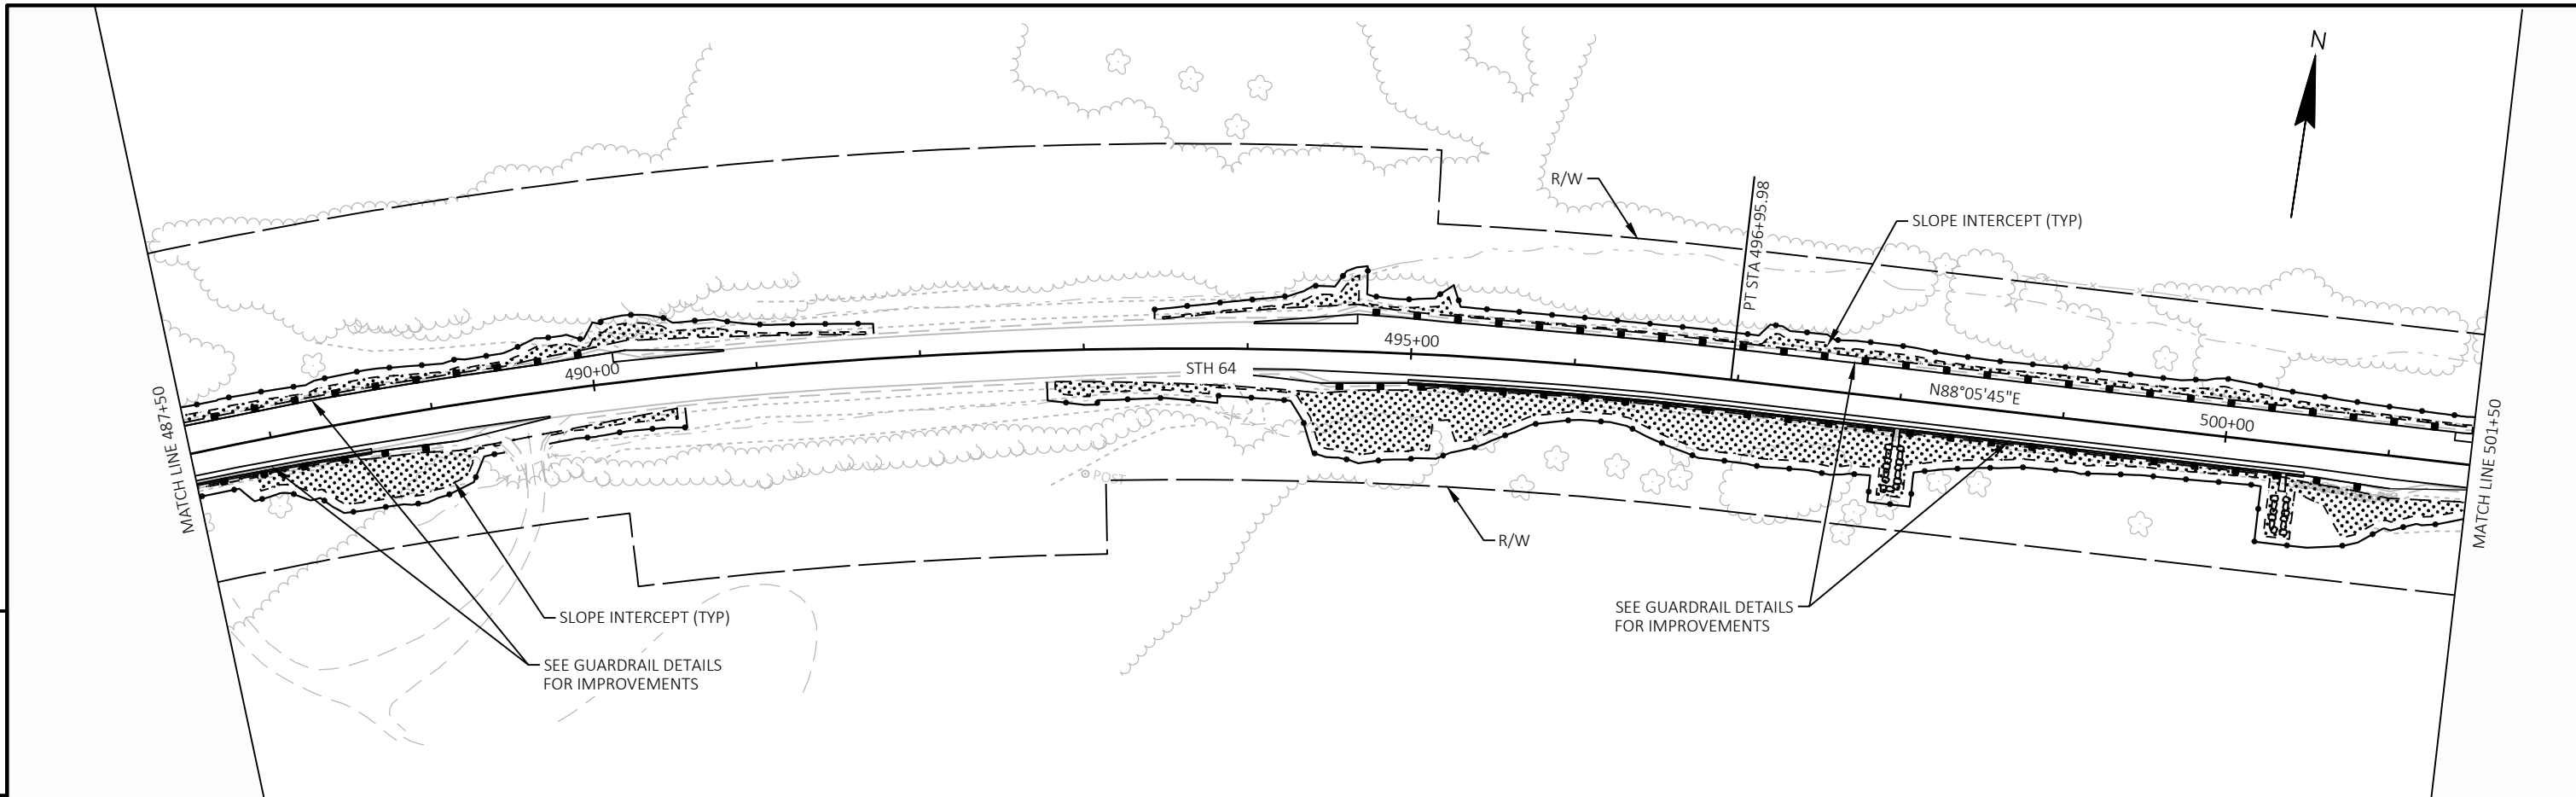 N
R/W
PT STA 496+95.98
SLOPE INTERCEPT (TYP)
MATCH LINE 487+50
490+00
STH 64
495+00
N88°05'45"E
500+00
MATCH LINE 501+50
POST
R/W
SLOPE INTERCEPT (TYP)
SEE GUARDRAIL DETAILS
FOR IMPROVEMENTS
SEE GUARDRAIL DETAILS
FOR IMPROVEMENTS